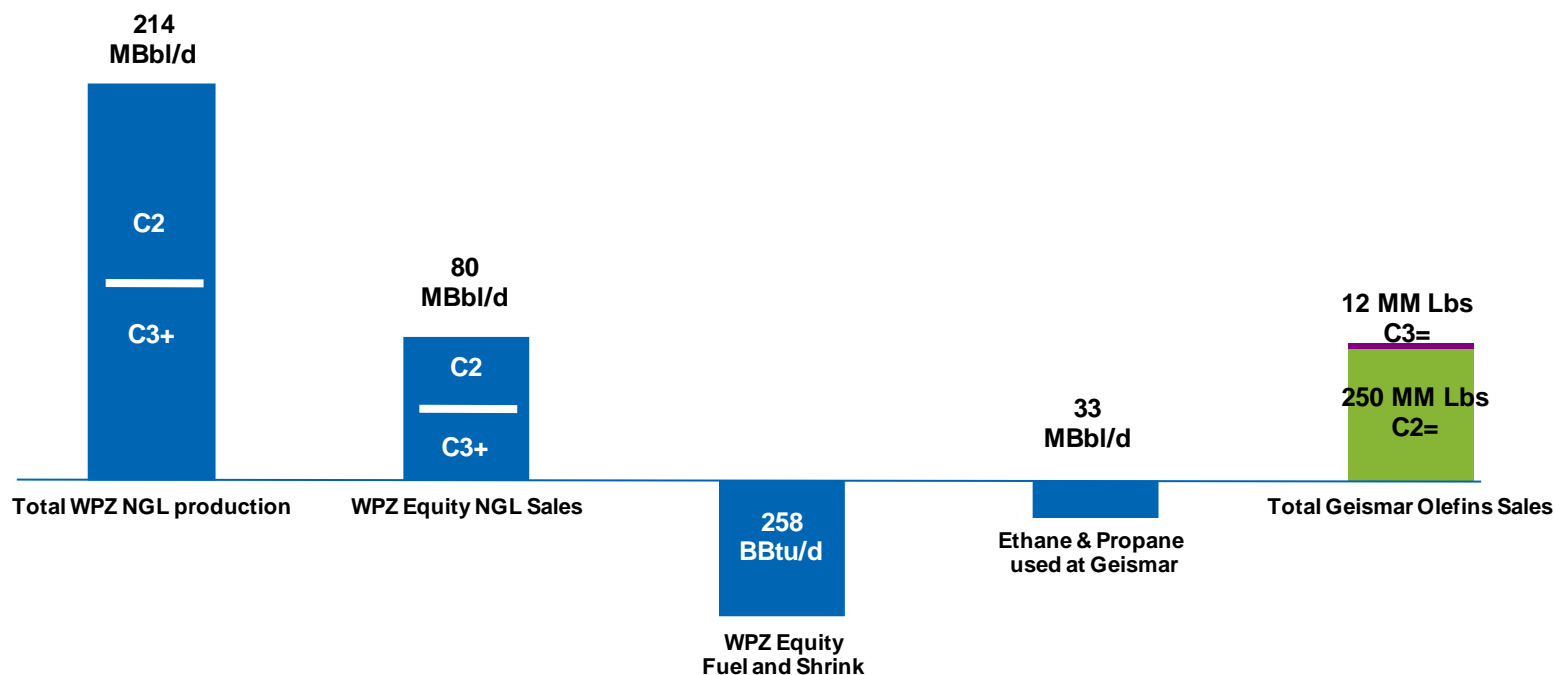 214
MBbl/d
C2
C3+
Total WPZ NGL production
80
MBbl/d
C2
C3+
WPZ Equity NGL Sales
258
BBtu/d
WPZ Equity
Fuel and Shrink
33
MBbl/d
Ethane & Propane
used at Geismar
12 MM Lbs
C3=
250 MM Lbs
C2=
Total Geismar Olefins Sales